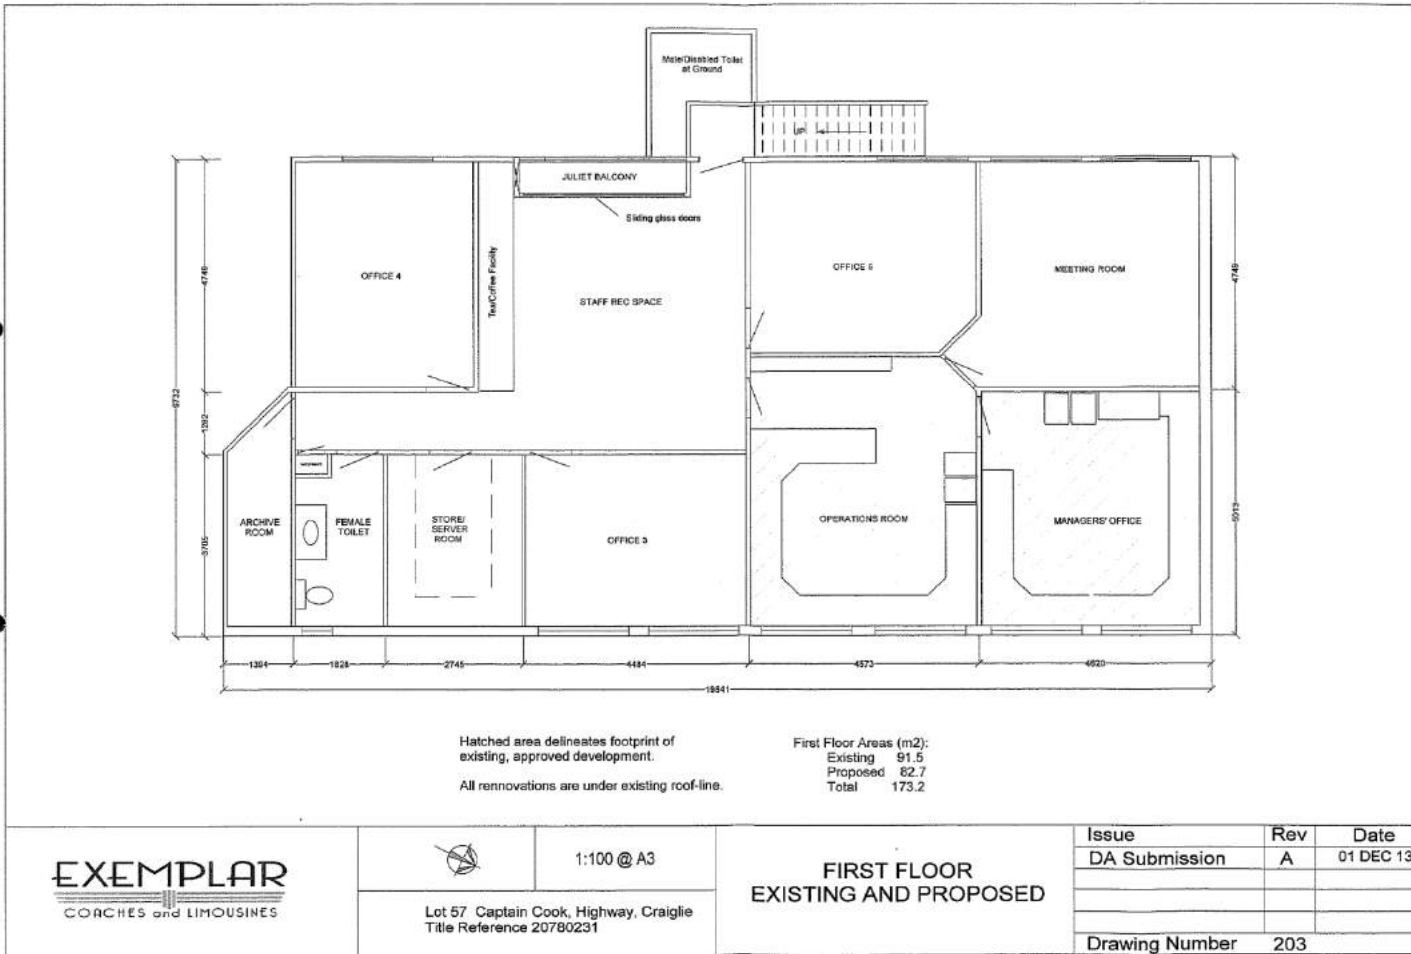 Male/Disabled Toilet
at Ground
UP
JULIET BALCONY
Sliding glass doors
OFFICE 4
Tea/Coffee Facility
STAFF REC SPACE
OFFICE 5
MEETING ROOM
4749
4749
9732
1282
3705
5013
ARCHIVE
ROOM
FEMALE
TOILET
STORE/
SERVER
ROOM
OFFICE 3
OPERATIONS ROOM
MANAGERS' OFFICE
1394
1828
2745
4484
4573
4620
Hatched area delineates footprint of
existing, approved development.
All rennovations are under existing roof-line.
First Floor Areas (m2):
Existing 91.5
Proposed 82.7
Total 173.2
EXEMPLAR
COACHES and LIMOUSINES
1:100 @ A3
Lot 57 Captain Cook, Highway, Craiglie
Title Reference 20780231
FIRST FLOOR
EXISTING AND PROPOSED
Issue Rev Date
DA Submission A 01 DEC 13
Drawing Number 203